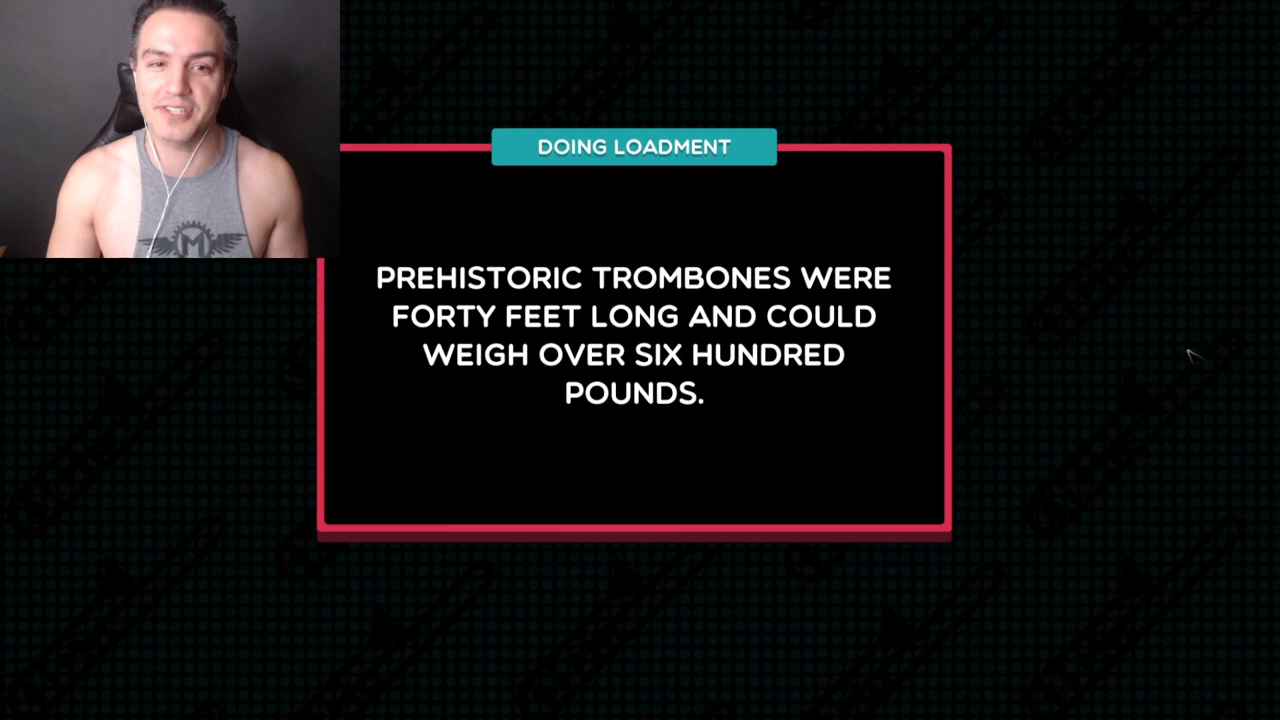 DOING LOADMENT
PREHISTORIC TROMBONES WERE
FORTY FEET LONG AND COULD
WEIGH OVER SIX HUNDRED
POUNDS.
M